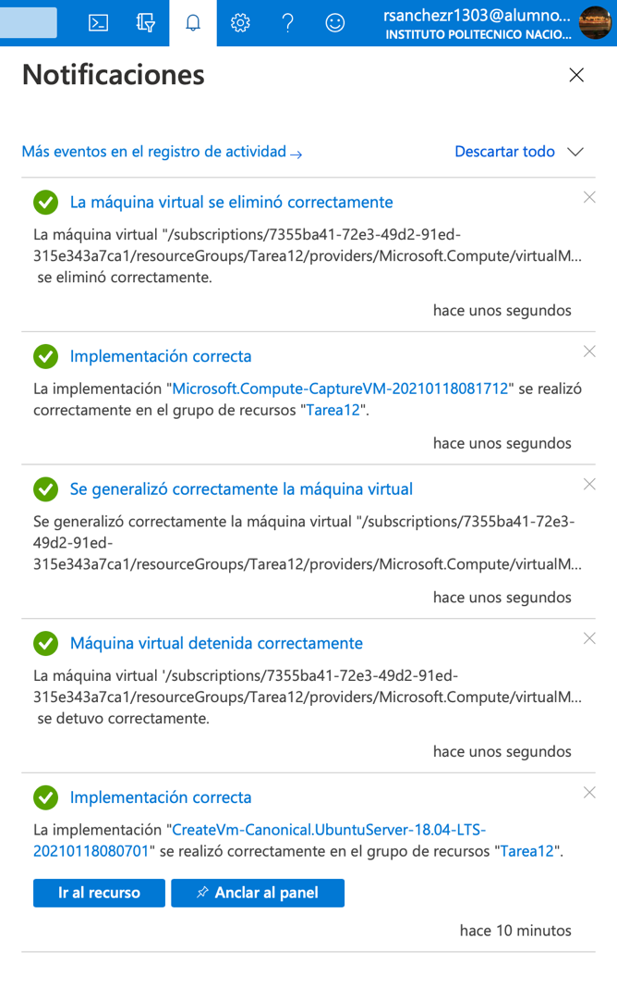 rsanchezr1303@alumno...
INSTITUTO POLITECNICO NACIO...
Notificaciones
Más eventos en el registro de actividad →
Descartar todo
La máquina virtual se eliminó correctamente
La máquina virtual "/subscriptions/7355ba41-72e3-49d2-91ed-
315e343a7ca1/resourceGroups/Tarea12/providers/Microsoft.Compute/virtualM...
se eliminó correctamente.
hace unos segundos
Implementación correcta
La implementación "Microsoft.Compute-CaptureVM-20210118081712" se realizó
correctamente en el grupo de recursos "Tarea12".
hace unos segundos
Se generalizó correctamente la máquina virtual
Se generalizó correctamente la máquina virtual "/subscriptions/7355ba41-72e3-
49d2-91ed-
315e343a7ca1/resourceGroups/Tarea12/providers/Microsoft.Compute/virtualM...
hace unos segundos
Máquina virtual detenida correctamente
La máquina virtual '/subscriptions/7355ba41-72e3-49d2-91ed-
315e343a7ca1/resourceGroups/Tarea12/providers/Microsoft.Compute/virtualM...
se detuvo correctamente.
hace unos segundos
Implementación correcta
La implementación "CreateVm-Canonical.UbuntuServer-18.04-LTS-
20210118080701" se realizó correctamente en el grupo de recursos "Tarea12".
Ir al recurso
Anclar al panel
hace 10 minutos